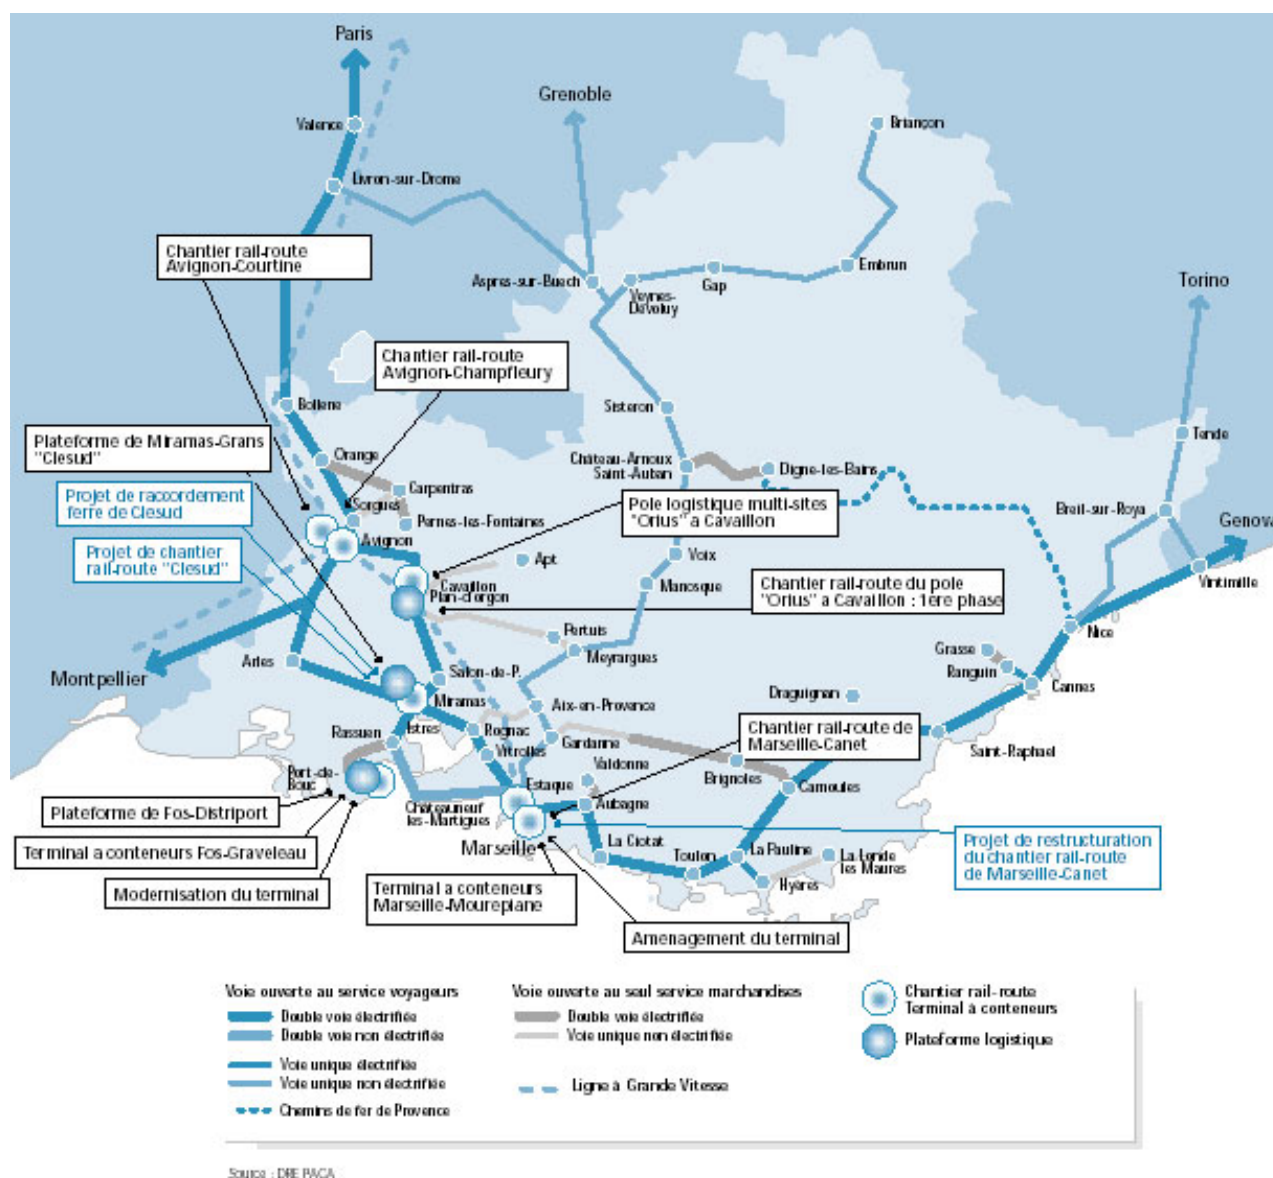 Paris
Grenoble
Valence
Briançon
Livron-sur-Drome
Chantier rail-route
Avignon-Courtine
Aspres-sur-Buech
Veynes-
Dévoluy
Gap
Embrun
Torino
Chantier rail-route
Avignon-Champfleury
Bollene
Sisteron
Plateforme de Miramas-Grans
"Clesud"
Orange
Château-Arnoux
Saint-Auban
Digne-les-Bains
Tende
Projet de raccordement
ferre de Clesud
Carpentras
Sorgues
Pernes-les-Fontaines
Pole logistique multi-sites
"Orius" a Cavaillon
Breil-sur-Roya
Genova
Projet de chantier
rail-route "Clesud"
Avignon
Apt
Voix
Vintimille
Cavaillon
Plan-d'orgon
Manosque
Chantier rail-route du pole
"Orius" a Cavaillon : 1ere phase
Nice
Pertuis
Meyrargues
Grasse
Ranguin
Montpellier
Arles
Salon-de-P.
Cannes
Miramas
Aix-en-Provence
Draguignan
Istres
Rassuen
Rognac
Vitrolles
Gardanne
Chantier rail-route de
Marseille-Canet
Saint-Raphael
Port-de-
Bouc
Estaque
Valdonne
Brignoles
Carnoules
Plateforme de Fos-Distriport
Châteauneuf
les-Martigues
Aubagne
Terminal a conteneurs Fos-Graveleau
Marseille
La Ciotat
Toulon
La Pauline
La Londe
les Maures
Hyères
Projet de restructuration
du chantier rail-route
de Marseille-Canet
Modernisation du terminal
Terminal a conteneurs
Marseille-Mourepiane
Amenagement du terminal
Voie ouverte au service voyageurs
Double voie électrifiée
Double voie non électrifiée
Voie unique électrifiée
Voie unique non électrifiée
Chemins de fer de Provence
Voie ouverte au seul service marchandises
Double voie électrifiée
Voie unique non électrifiée
Ligne à Grande Vitesse
Chantier rail-route
Terminal à conteneurs
Plateforme logistique
Source : DRE PACA